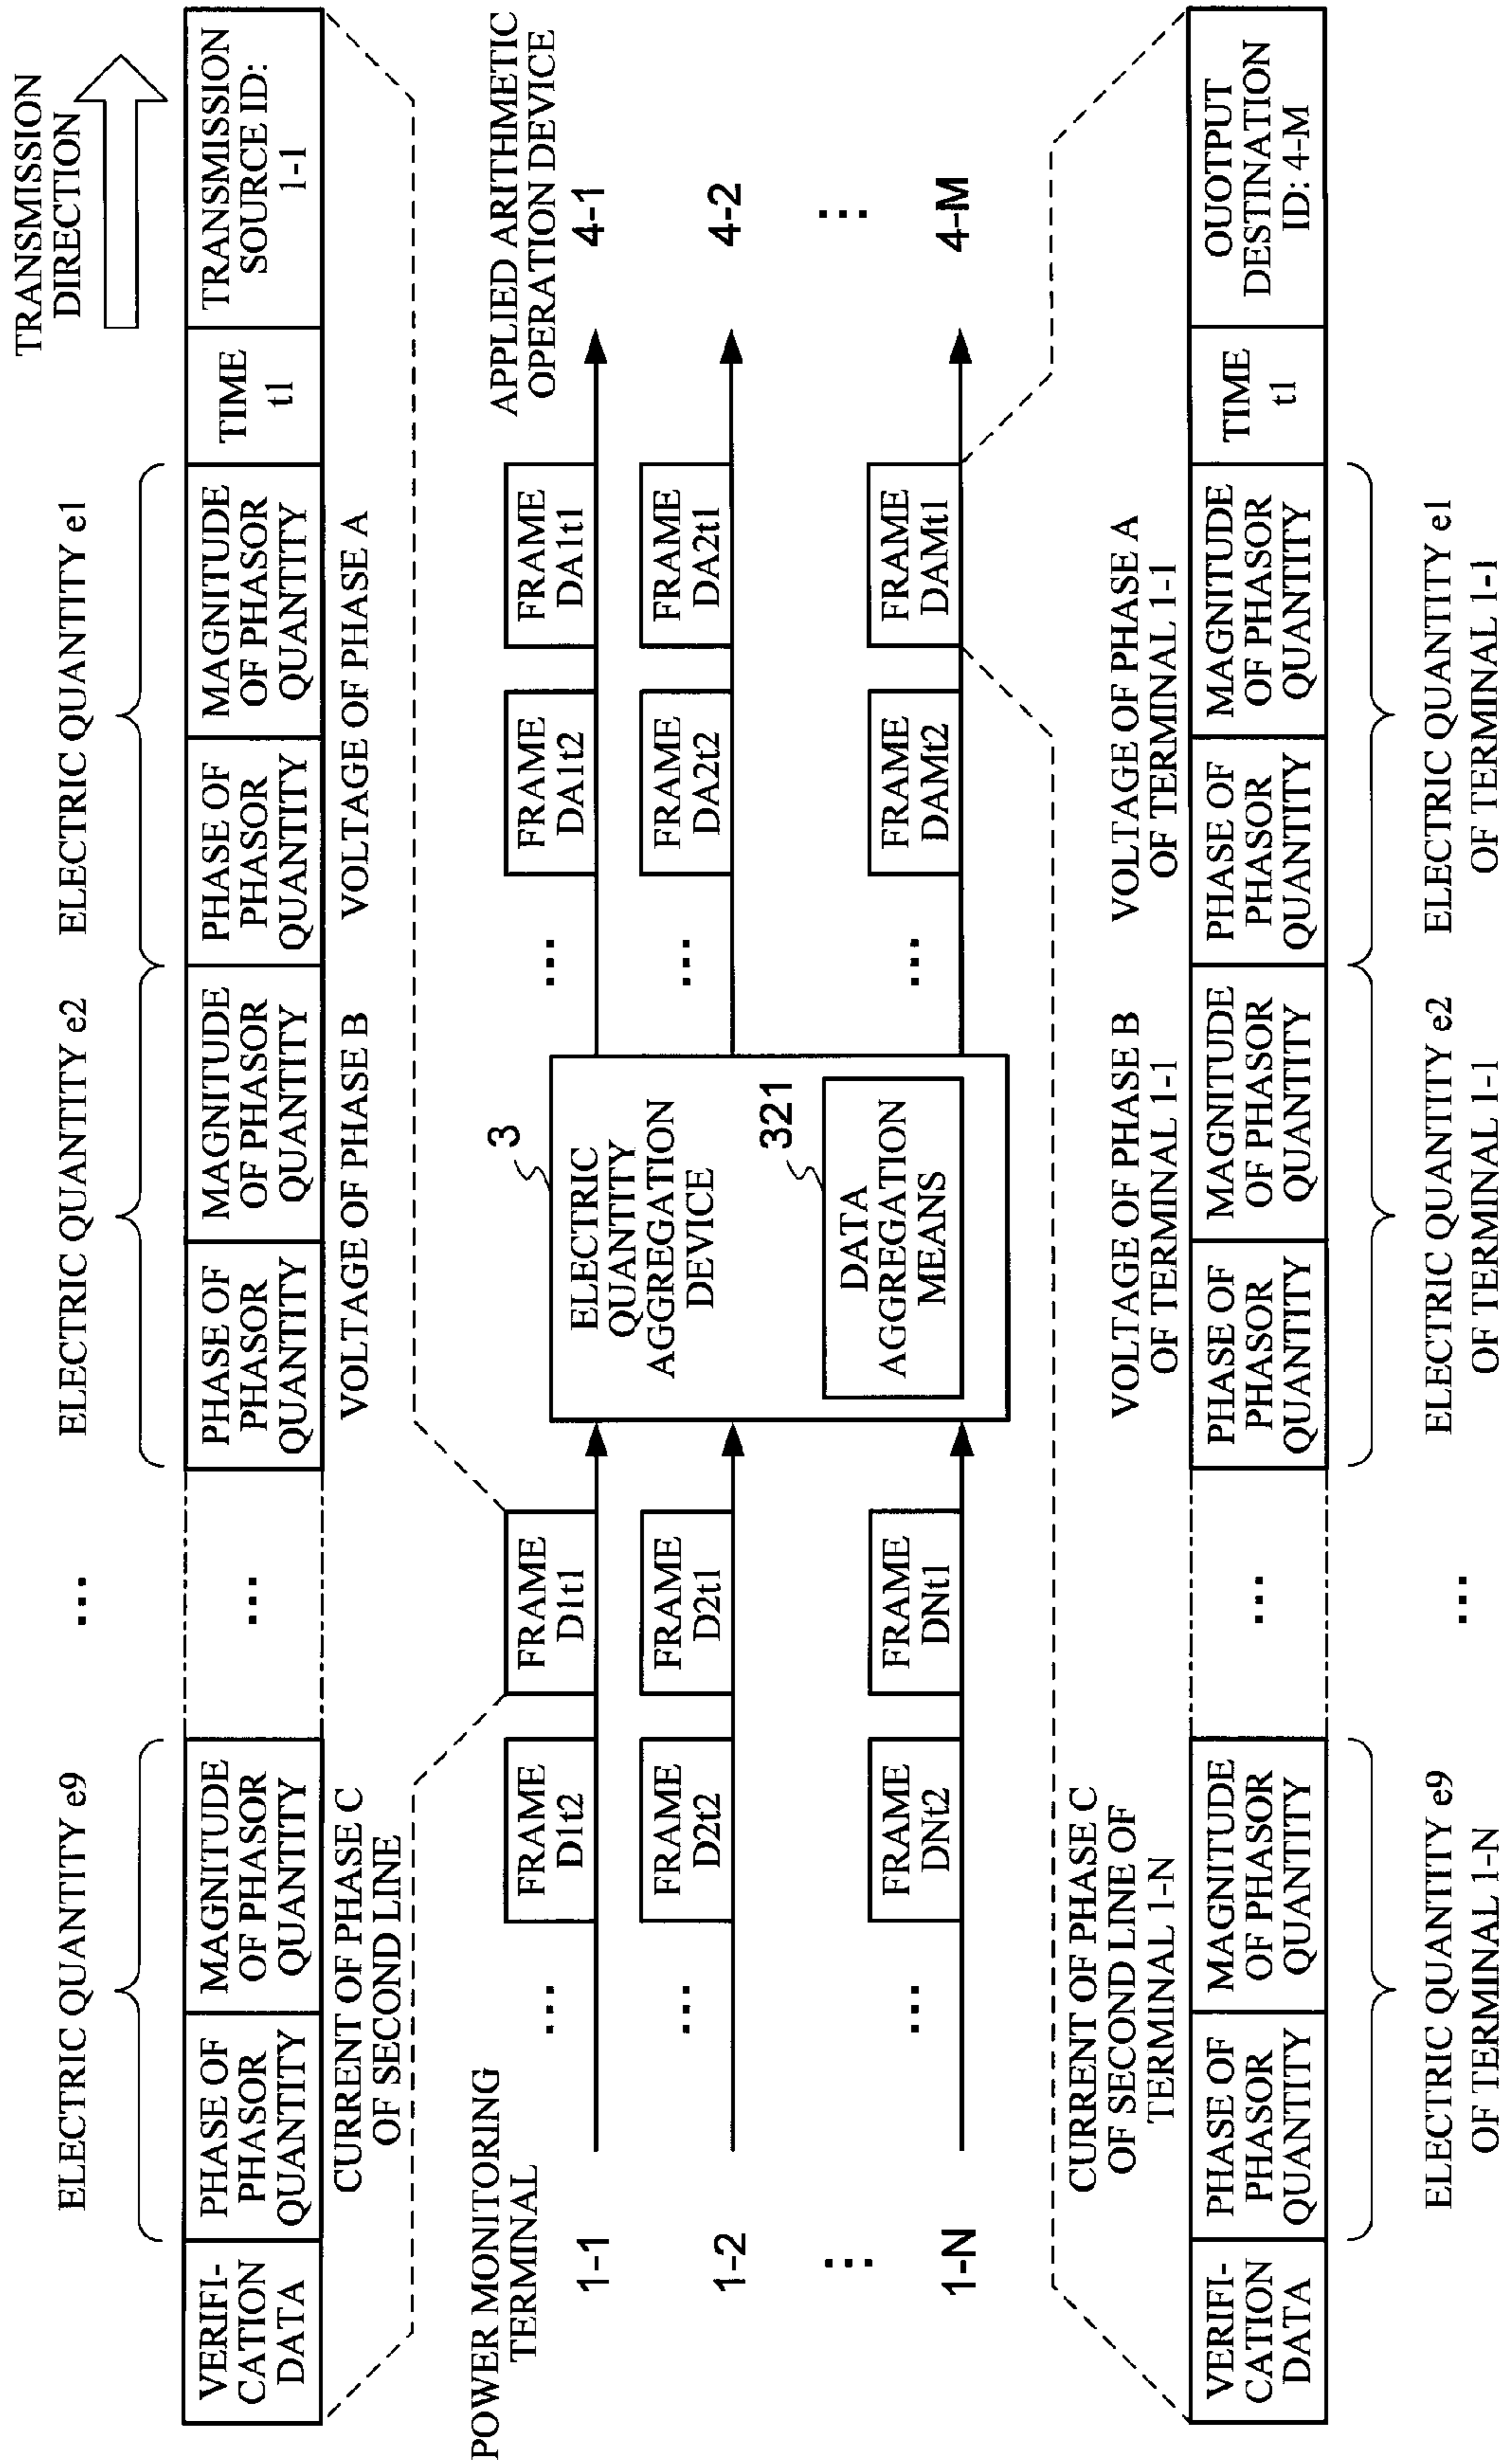 TRANSMISSION
DIRECTION
ELECTRIC QUANTITY e9
...
ELECTRIC QUANTITY e2
ELECTRIC QUANTITY e1
VERIFI-
CATION
DATA
PHASE OF
PHASOR
QUANTITY
MAGNITUDE
OF PHASOR
QUANTITY
...
PHASE OF
PHASOR
QUANTITY
MAGNITUDE
OF PHASOR
QUANTITY
PHASE OF
PHASOR
QUANTITY
MAGNITUDE
OF PHASOR
QUANTITY
TIME
t1
TRANSMISSION
SOURCE ID:
1-1
CURRENT OF PHASE C
OF SECOND LINE
VOLTAGE OF PHASE B
VOLTAGE OF PHASE A
POWER MONITORING
TERMINAL
APPLIED ARITHMETIC
OPERATION DEVICE
1-1
...
FRAME
D1t2
FRAME
D1t1
3
ELECTRIC
QUANTITY
AGGREGATION
DEVICE
...
FRAME
DA1t2
FRAME
DA1t1
4-1
1-2
...
FRAME
D2t2
FRAME
D2t1
...
FRAME
DA2t2
FRAME
DA2t1
4-2
...
321
DATA
AGGREGATION
MEANS
...
1-N
...
FRAME
DNt2
FRAME
DNt1
...
FRAME
DAMt2
FRAME
DAMt1
4-M
CURRENT OF PHASE C
OF SECOND LINE OF
TERMINAL 1-N
VOLTAGE OF PHASE B
OF TERMINAL 1-1
VOLTAGE OF PHASE A
OF TERMINAL 1-1
VERIFI-
CATION
DATA
PHASE OF
PHASOR
QUANTITY
MAGNITUDE
OF PHASOR
QUANTITY
...
PHASE OF
PHASOR
QUANTITY
MAGNITUDE
OF PHASOR
QUANTITY
PHASE OF
PHASOR
QUANTITY
MAGNITUDE
OF PHASOR
QUANTITY
TIME
t1
OUOTPUT
DESTINATION
ID: 4-M
ELECTRIC QUANTITY e9
OF TERMINAL 1-N
...
ELECTRIC QUANTITY e2
OF TERMINAL 1-1
ELECTRIC QUANTITY e1
OF TERMINAL 1-1